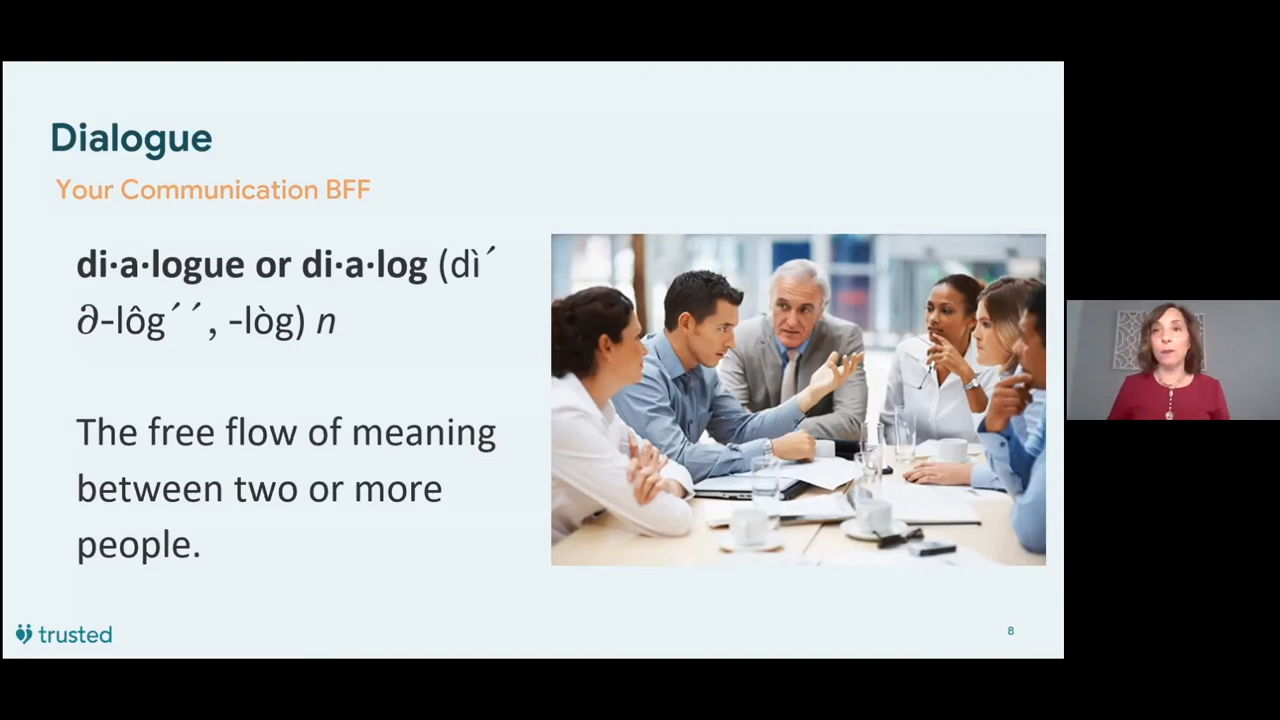 Dialogue
Your Communication BFF
di·a·logue or di·a·log (dì´
∂-lôg´´, -lòg) n
The free flow of meaning
between two or more
people.
trusted
8